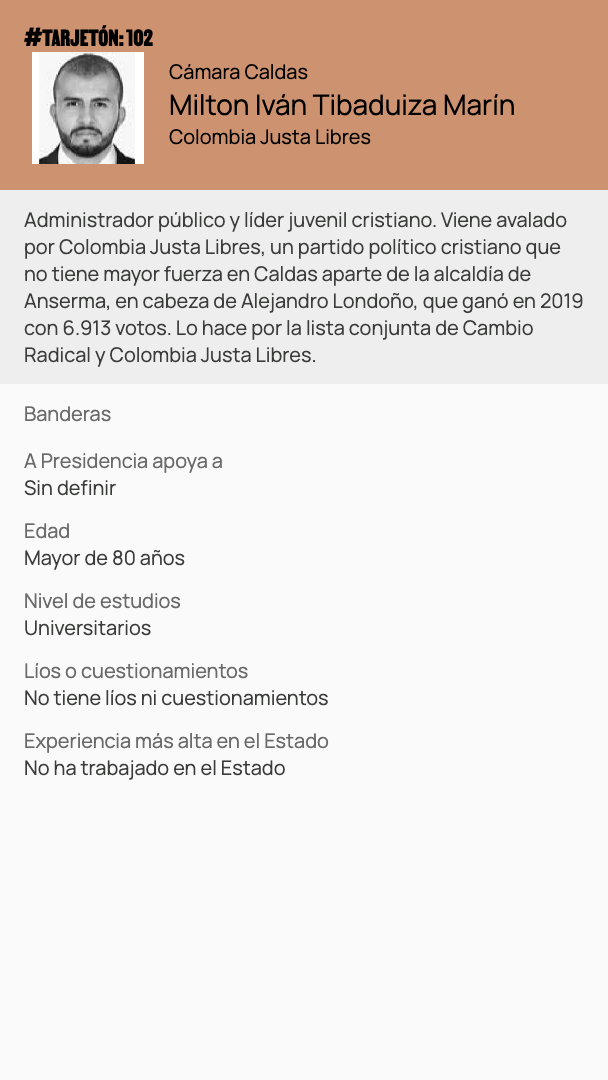 #TARJETÓN: 102
Cámara Caldas
Milton Iván Tibaduiza Marín
Colombia Justa Libres
Administrador público y líder juvenil cristiano. Viene avalado
por Colombia Justa Libres, un partido político cristiano que
no tiene mayor fuerza en Caldas aparte de la alcaldía de
Anserma, en cabeza de Alejandro Londoño, que ganó en 2019
con 6.913 votos. Lo hace por la lista conjunta de Cambio
Radical y Colombia Justa Libres.
Banderas
A Presidencia apoya a
Sin definir
Edad
Mayor de 80 años
Nivel de estudios
Universitarios
Líos o cuestionamientos
No tiene líos ni cuestionamientos
Experiencia más alta en el Estado
No ha trabajado en el Estado